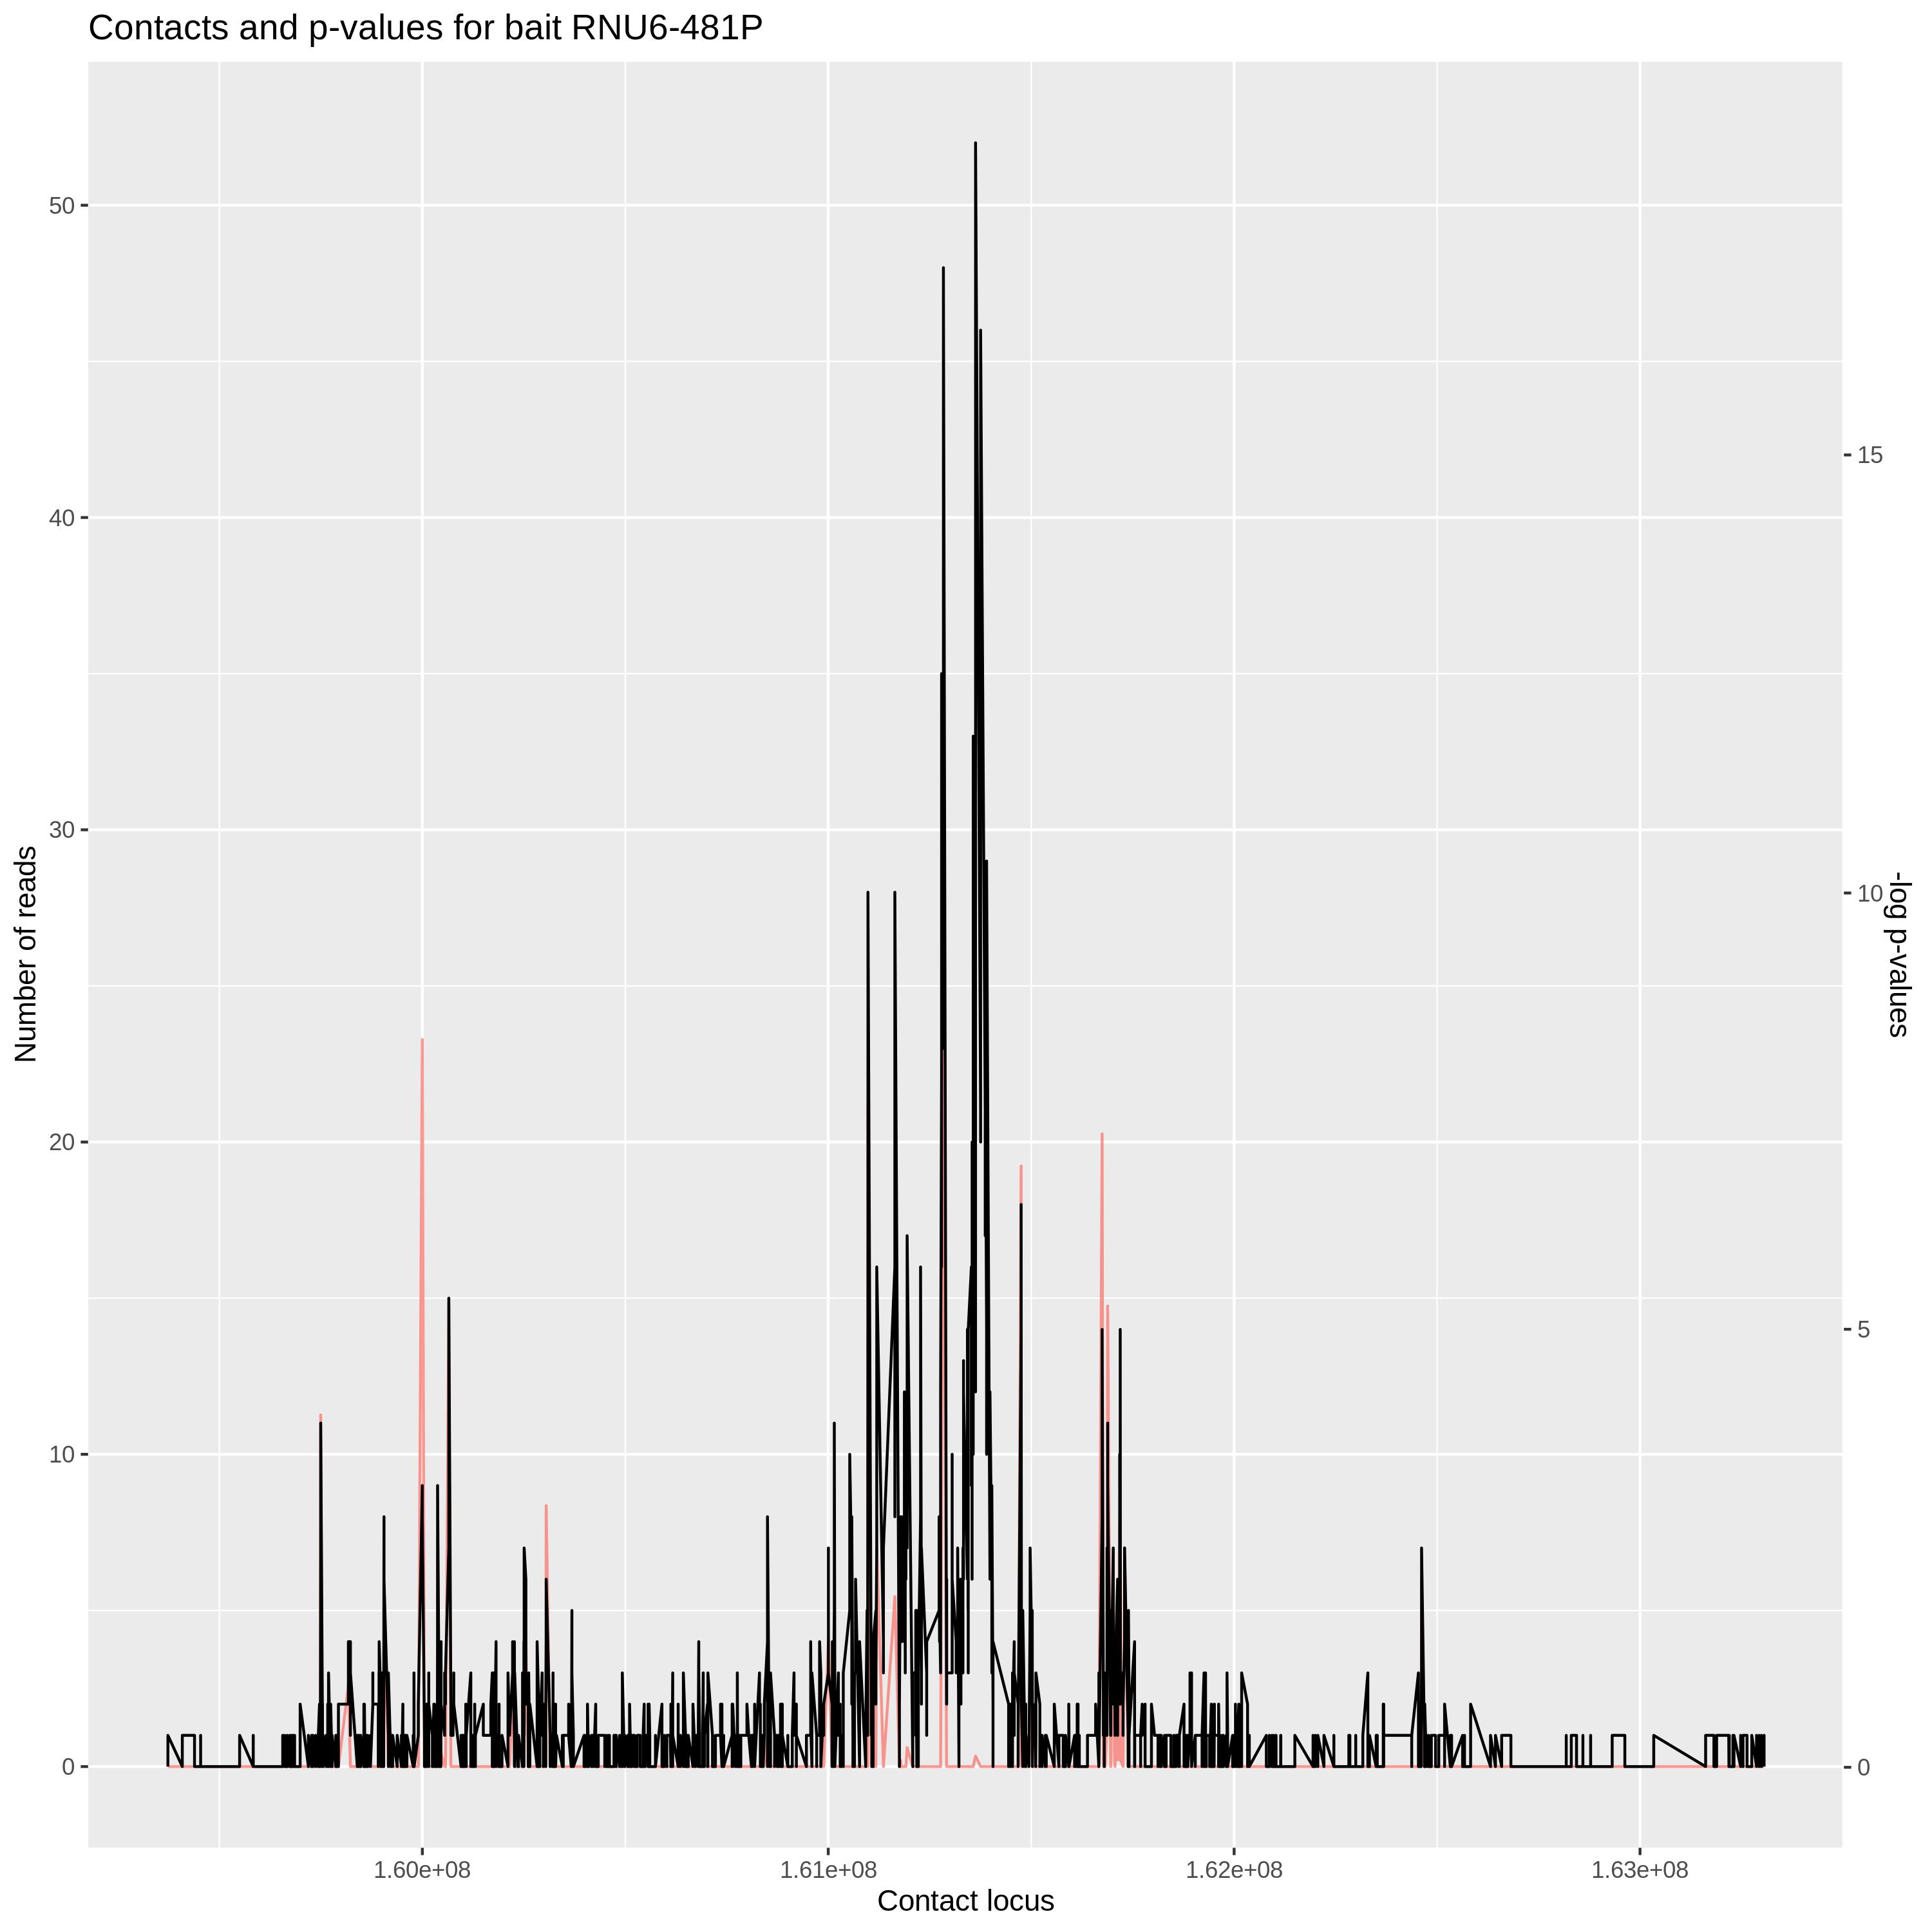 Contacts and p-values for bait RNU6-481P
Number of reads
50
40
30
20
10
0
15
10
5
0
-log p-values
1.60e+08
1.61e+08
1.62e+08
1.63e+08
Contact locus